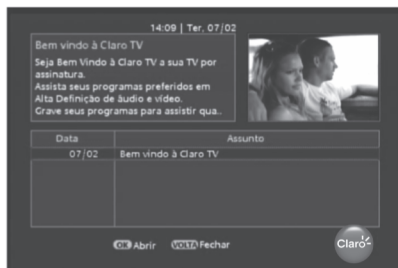 14:09 | Ter, 07/02
Bem vindo à Claro TV
Seja Bem Vindo à Claro TV a sua TV por
assinatura.
Assista seus programas preferidos em
Alta Definição de áudio e vídeo.
Grave seus programas para assistir qua..
Data Assunto
07/02 Bem vindo à Claro TV
OK Abrir VOLTA Fechar
Claro